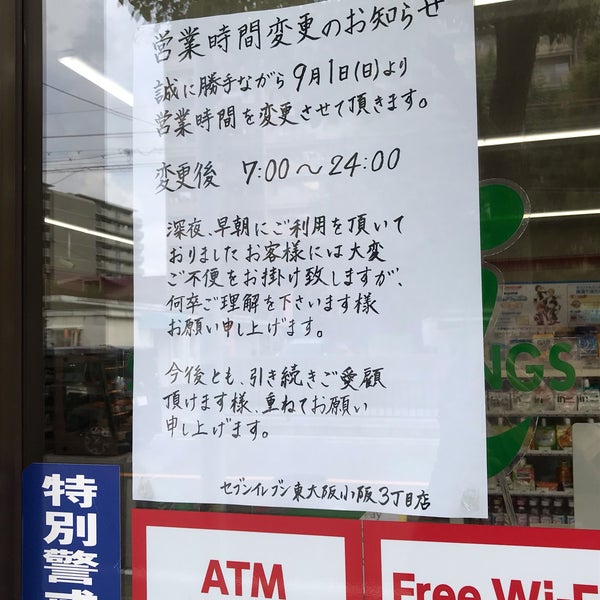 営業時間変更のお知らせ
誠に勝手ながら9月1日(日)より
営業時間を変更させて頂きます。
変更後 7:00～24:00
深夜、早朝にご利用を頂いて
おりましたお客様には大変
ご不便をお掛け致しますが、
何卒ご理解を下さいます様
お願い申し上げます。
今後とも、引き続きご愛顧
頂けます様、重ねてお願い
申し上げます。
セブンイレブン東大阪小阪3丁目店
NGS
特別警戒
ATM
Free Wi-F